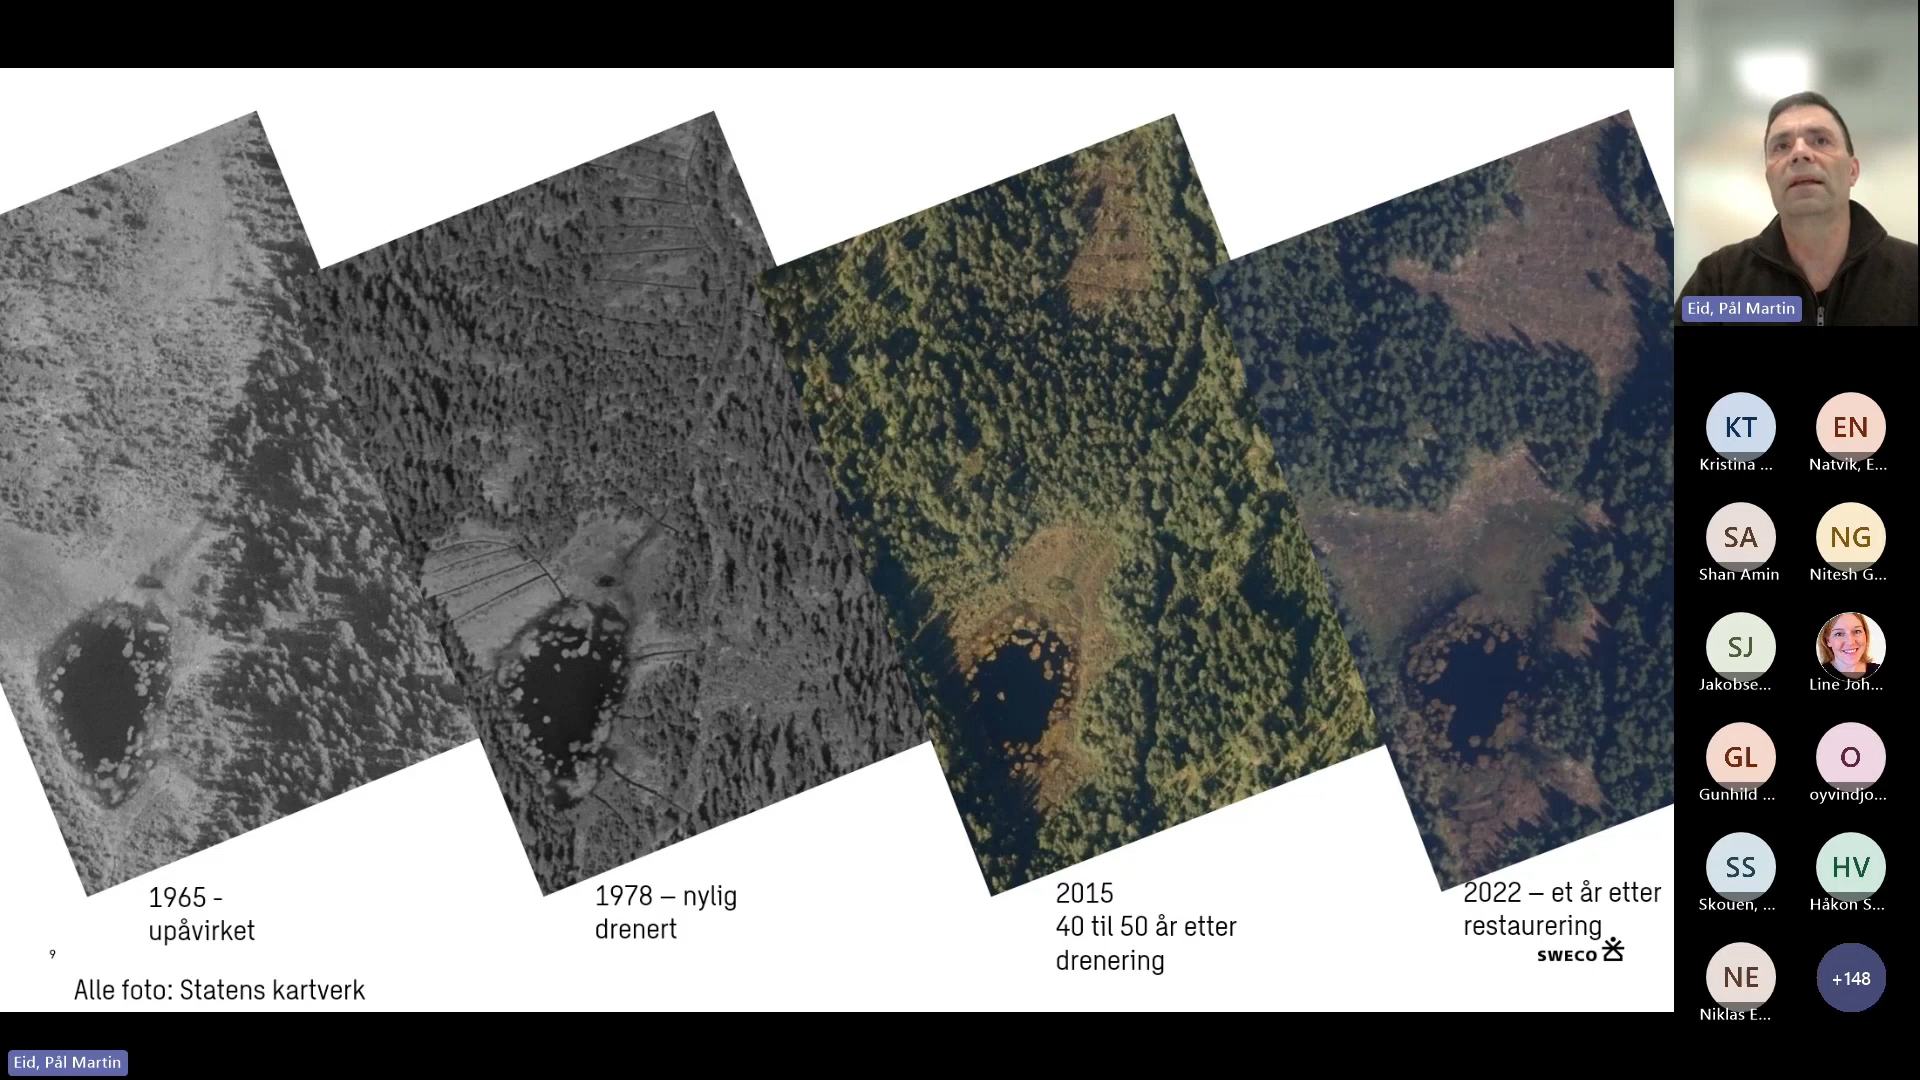 1965 -
upåvirket
1978 – nylig
drenert
2015
40 til 50 år etter
drenering
2022 – et år etter
restaurering
SWECO
9
Alle foto: Statens kartverk
Eid, Pål Martin
KT
Kristina ...
EN
Natvik, E...
SA
Shan Amin
NG
Nitesh G...
SJ
Jakobse...
Line Joh...
GL
Gunhild ...
O
oyvindjo...
SS
Skouen, ...
HV
Håkon S...
NE
Niklas E...
+148
Eid, Pål Martin